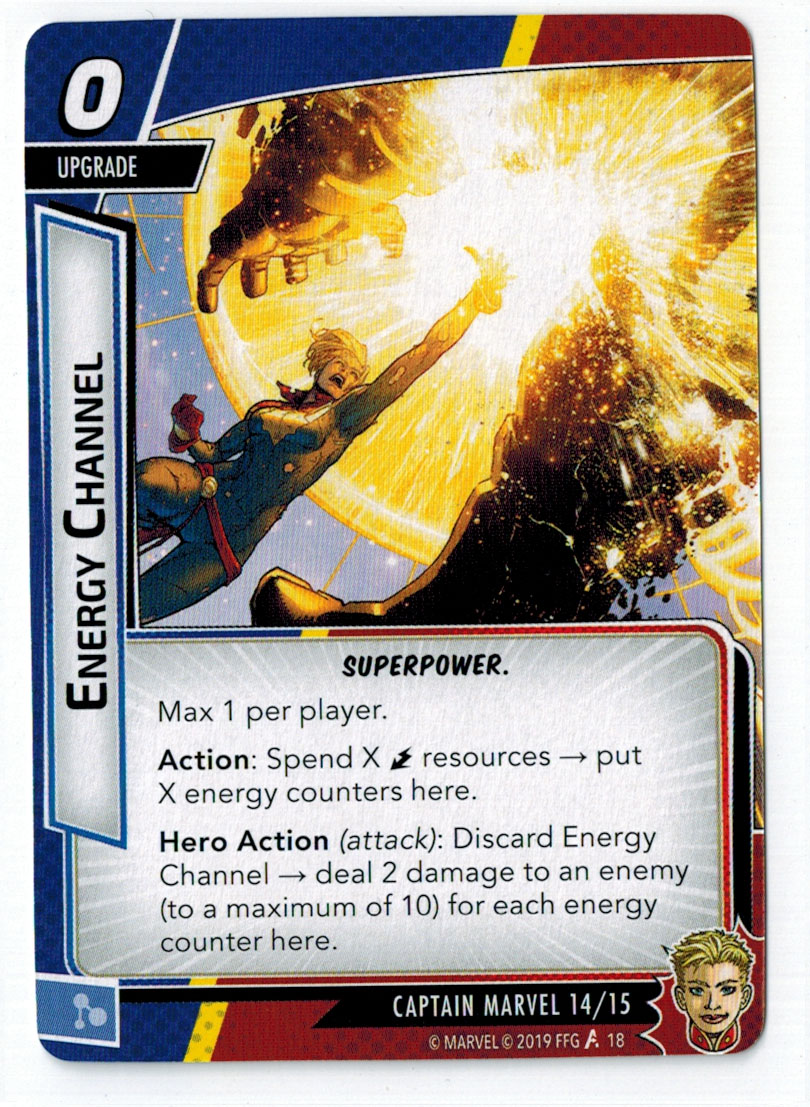 0
UPGRADE
ENERGY CHANNEL
SUPERPOWER.
Max 1 per player.
Action: Spend X resources → put
X energy counters here.
Hero Action (attack): Discard Energy
Channel → deal 2 damage to an enemy
(to a maximum of 10) for each energy
counter here.
CAPTAIN MARVEL 14/15
© MARVEL © 2019 FFG 18